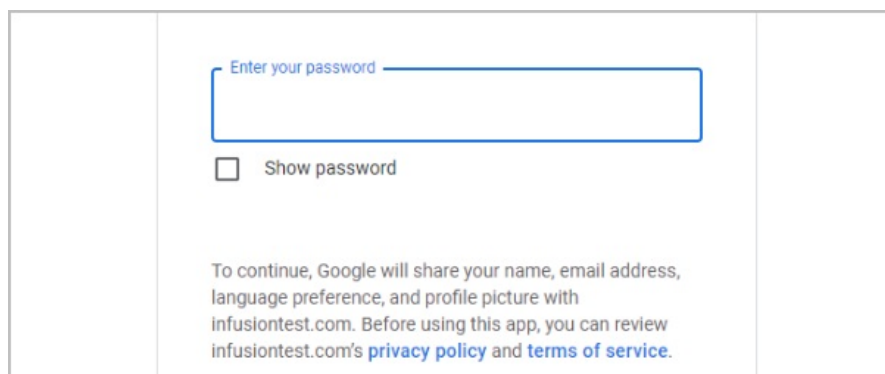 Enter your password
Show password
To continue, Google will share your name, email address,
language preference, and profile picture with
infusiontest.com. Before using this app, you can review
infusiontest.com's privacy policy and terms of service.